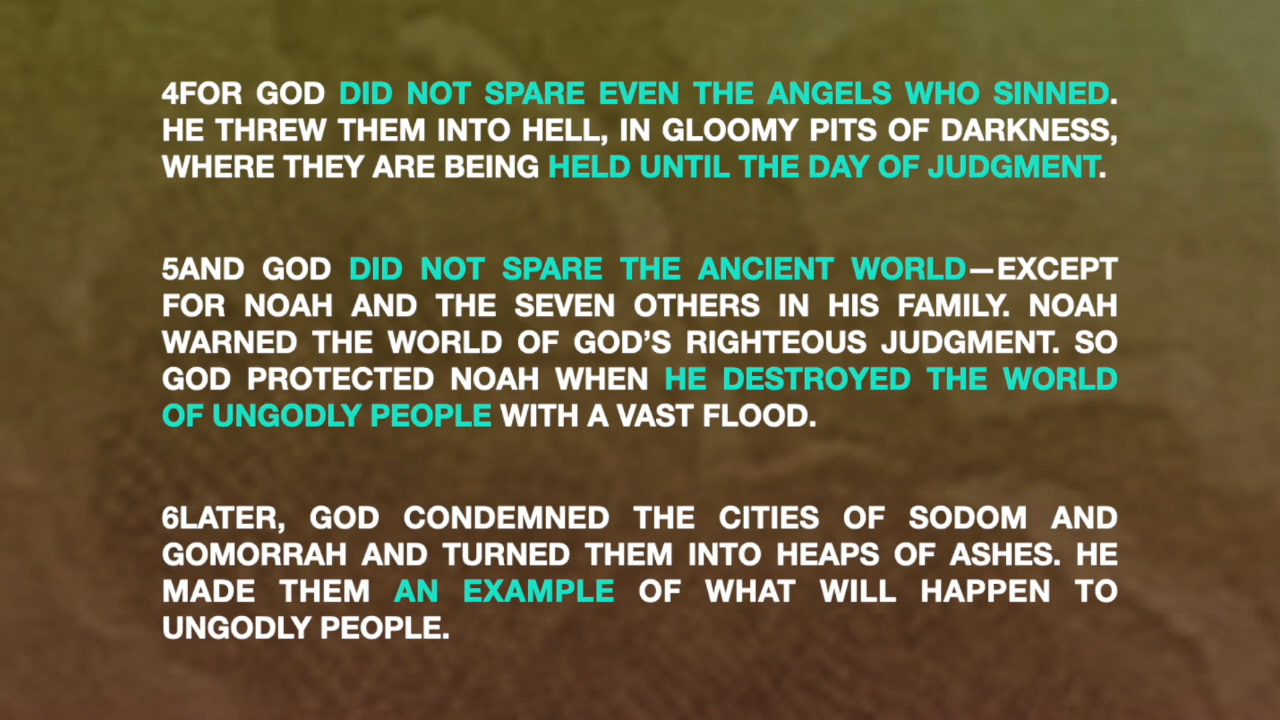 4FOR GOD DID NOT SPARE EVEN THE ANGELS WHO SINNED.
HE THREW THEM INTO HELL, IN GLOOMY PITS OF DARKNESS,
WHERE THEY ARE BEING HELD UNTIL THE DAY OF JUDGMENT.
5AND GOD DID NOT SPARE THE ANCIENT WORLD—EXCEPT
FOR NOAH AND THE SEVEN OTHERS IN HIS FAMILY. NOAH
WARNED THE WORLD OF GOD’S RIGHTEOUS JUDGMENT. SO
GOD PROTECTED NOAH WHEN HE DESTROYED THE WORLD
OF UNGODLY PEOPLE WITH A VAST FLOOD.
6LATER, GOD CONDEMNED THE CITIES OF SODOM AND
GOMORRAH AND TURNED THEM INTO HEAPS OF ASHES. HE
MADE THEM AN EXAMPLE OF WHAT WILL HAPPEN TO
UNGODLY PEOPLE.